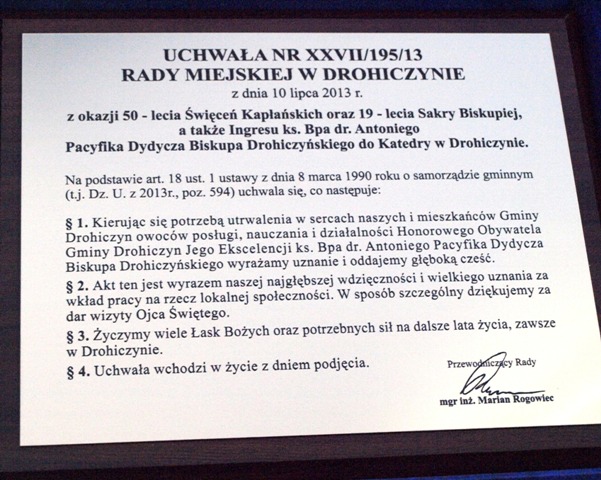 UCHWAŁA NR XXVII/195/13
RADY MIEJSKIEJ W DROHICZYNIE
z dnia 10 lipca 2013 r.
z okazji 50 - lecia Święceń Kapłańskich oraz 19 - lecia Sakry Biskupiej,
a także Ingresu ks. Bpa dr. Antoniego
Pacyfika Dydycza Biskupa Drohiczyńskiego do Katedry w Drohiczynie.
Na podstawie art. 18 ust. 1 ustawy z dnia 8 marca 1990 roku o samorządzie gminnym
(t.j. Dz. U. z 2013r., poz. 594) uchwala się, co następuje:
§ 1. Kierując się potrzebą utrwalenia w sercach naszych i mieszkańców Gminy
Drohiczyn owoców posługi, nauczania i działalności Honorowego Obywatela
Gminy Drohiczyn Jego Ekscelencji ks. Bpa dr. Antoniego Pacyfika Dydycza
Biskupa Drohiczyńskiego wyrażamy uznanie i oddajemy głęboką cześć.
§ 2. Akt ten jest wyrazem naszej najgłębszej wdzięczności i wielkiego uznania za
wkład pracy na rzecz lokalnej społeczności. W sposób szczególny dziękujemy za
dar wizyty Ojca Świętego.
§ 3. Życzymy wiele Łask Bożych oraz potrzebnych sił na dalsze lata życia, zawsze
w Drohiczynie.
§ 4. Uchwała wchodzi w życie z dniem podjęcia.
Przewodniczący Rady
mgr inż. Marian Rogowiec